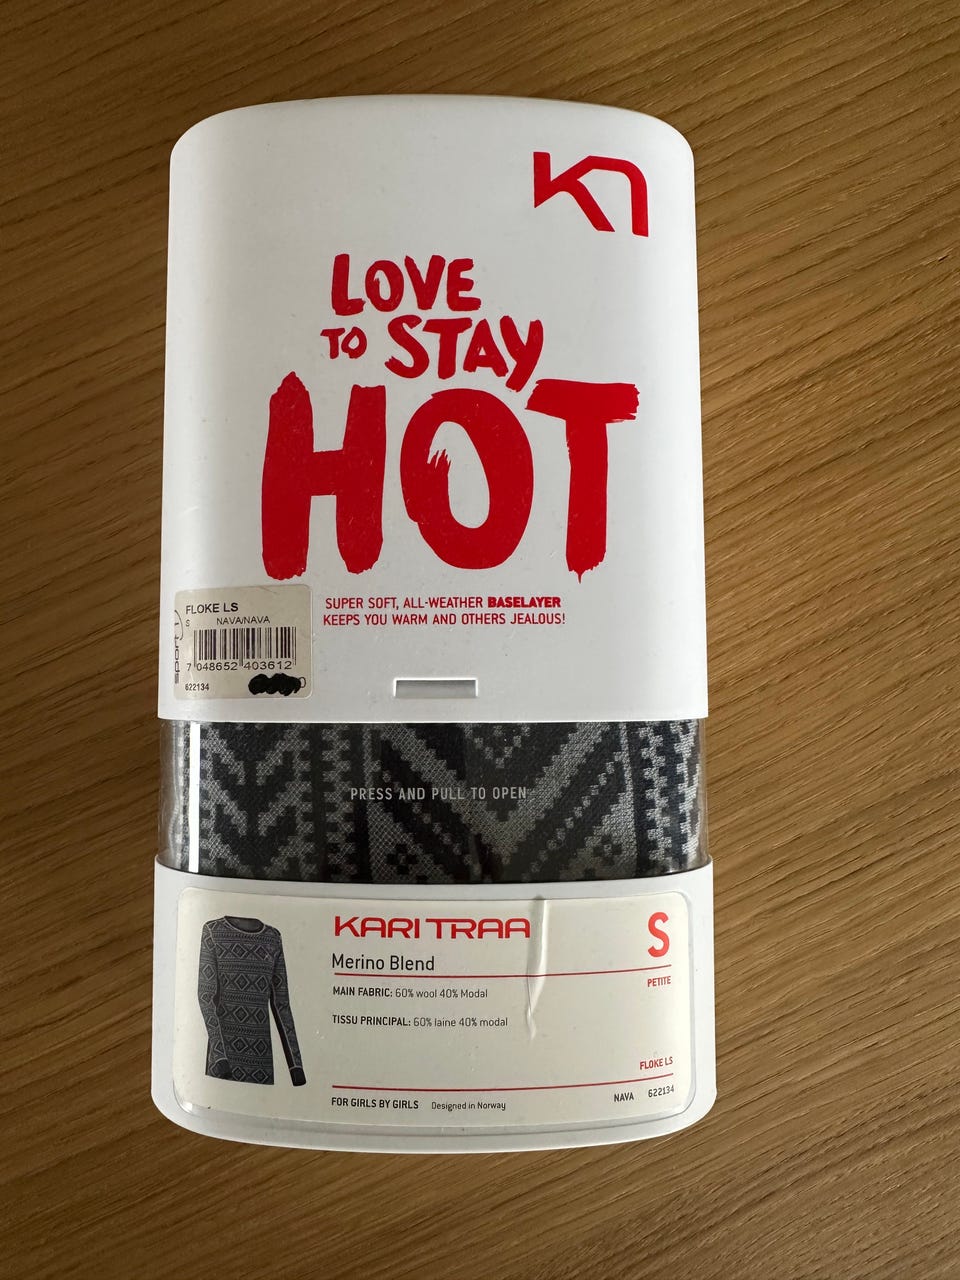 LOVE
TO STAY
HOT
SUPER SOFT, ALL-WEATHER BASELAYER
KEEPS YOU WARM AND OTHERS JEALOUS!
sport 1
FLOKE LS
S NAVA/NAVA
7 048652 403612
622134
PRESS AND PULL TO OPEN
KARI TRAA
Merino Blend
S
PETITE
MAIN FABRIC: 60% wool 40% Modal
TISSU PRINCIPAL: 60% laine 40% modal
FLOKE LS
FOR GIRLS BY GIRLS Designed in Norway
NAVA 622134